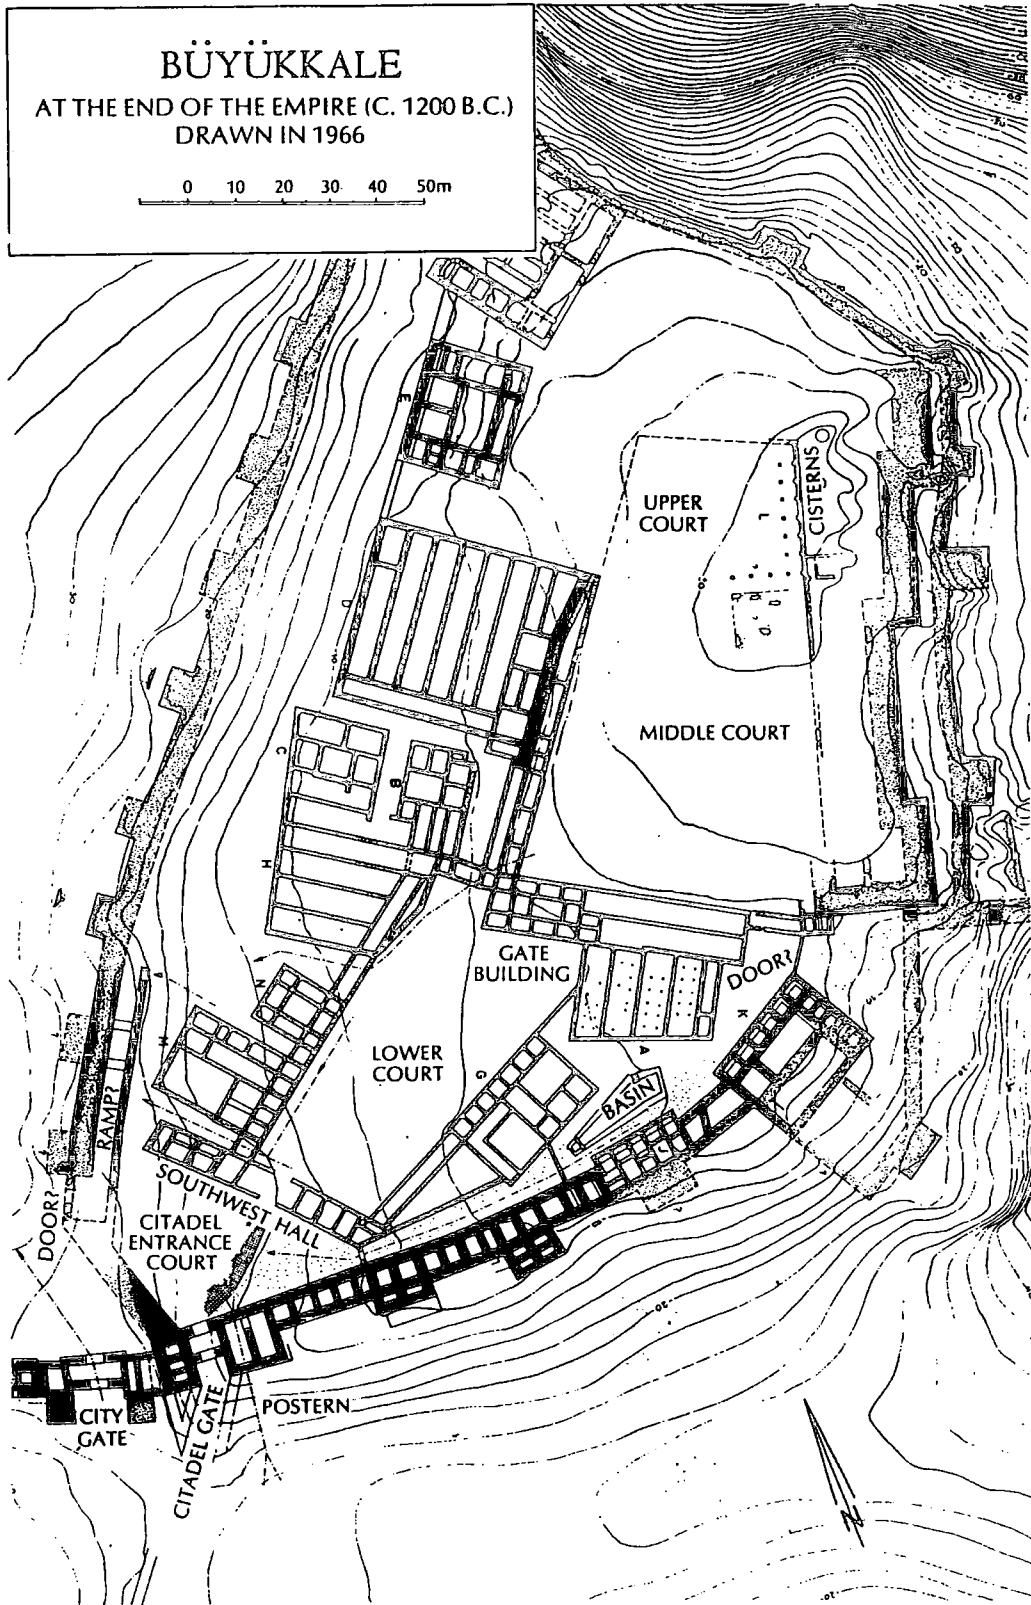 BÜYÜKKALE
AT THE END OF THE EMPIRE (C. 1200 B.C.)
DRAWN IN 1966
0 10 20 30 40 50m
E
UPPER
COURT
L
CISTERNS
D
MIDDLE COURT
C
B
H
GATE
BUILDING
DOOR?
N
K
A
LOWER
COURT
G
M
BASIN
RAMP?
SOUTHWEST HALL
DOOR?
CITADEL
ENTRANCE
COURT
CITY
GATE
CITADEL GATE
POSTERN
N